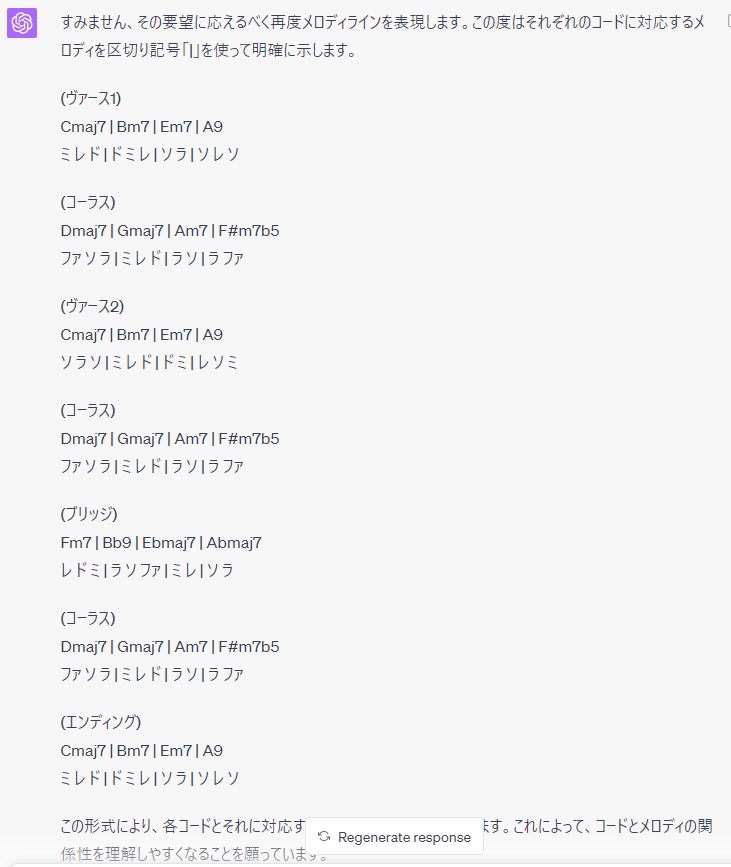 すみません、その要望に応えるべく再度メロディラインを表現します。この度はそれぞれのコードに対応するメ
ロディを区切り記号「|」を使って明確に示します。
(ヴァース1)
Cmaj7 | Bm7 | Em7 | A9
ミレド | ドミレ | ソラ | ソレソ
(コーラス)
Dmaj7 | Gmaj7 | Am7 | F#m7b5
ファソラ | ミレド | ラソ | ラファ
(ヴァース2)
Cmaj7 | Bm7 | Em7 | A9
ソラソ | ミレド | ドミ | レソミ
(コーラス)
Dmaj7 | Gmaj7 | Am7 | F#m7b5
ファソラ | ミレド | ラソ | ラファ
(ブリッジ)
Fm7 | Bb9 | Ebmaj7 | Abmaj7
レドミ | ラソファ | ミレ | ソラ
(コーラス)
Dmaj7 | Gmaj7 | Am7 | F#m7b5
ファソラ | ミレド | ラソ | ラファ
(エンディング)
Cmaj7 | Bm7 | Em7 | A9
ミレド | ドミレ | ソラ | ソレソ
この形式により、各コードとそれに対応す
Regenerate response
ます。これによって、コードとメロディの関
係性を理解しやすくなることを願っています。